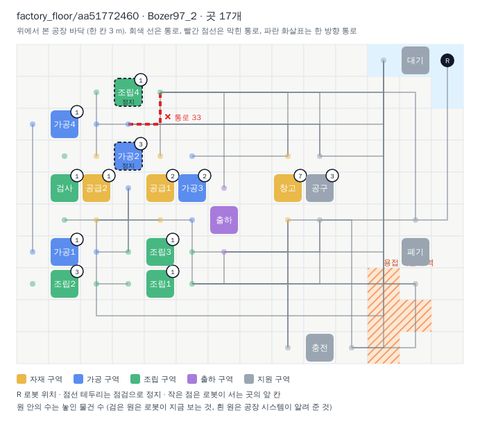 factory_floor/aa51772460 · Bozer97_2 · 곳 17개
위에서 본 공장 바닥 (한 칸 3 m). 회색 선은 통로, 빨간 점선은 막힌 통로, 파란 화살표는 한 방향 통로
대기 R
1
조립4
정지
1
가공4
✖ 통로 33
3
가공2
정지
1 1 2 2 7 3
검사 공급2 공급1 가공3 창고 공구
출하
1 1
가공1 조립3 폐기
용접
3 1
조립2 조립1
충전
자재 구역 가공 구역 조립 구역 출하 구역 지원 구역
R 로봇 위치 · 점선 테두리는 점검으로 정지 · 작은 점은 로봇이 서는 곳의 앞 칸
원 안의 수는 놓인 물건 수 (검은 원은 로봇이 지금 보는 것, 흰 원은 공장 시스템이 알려 준 것)